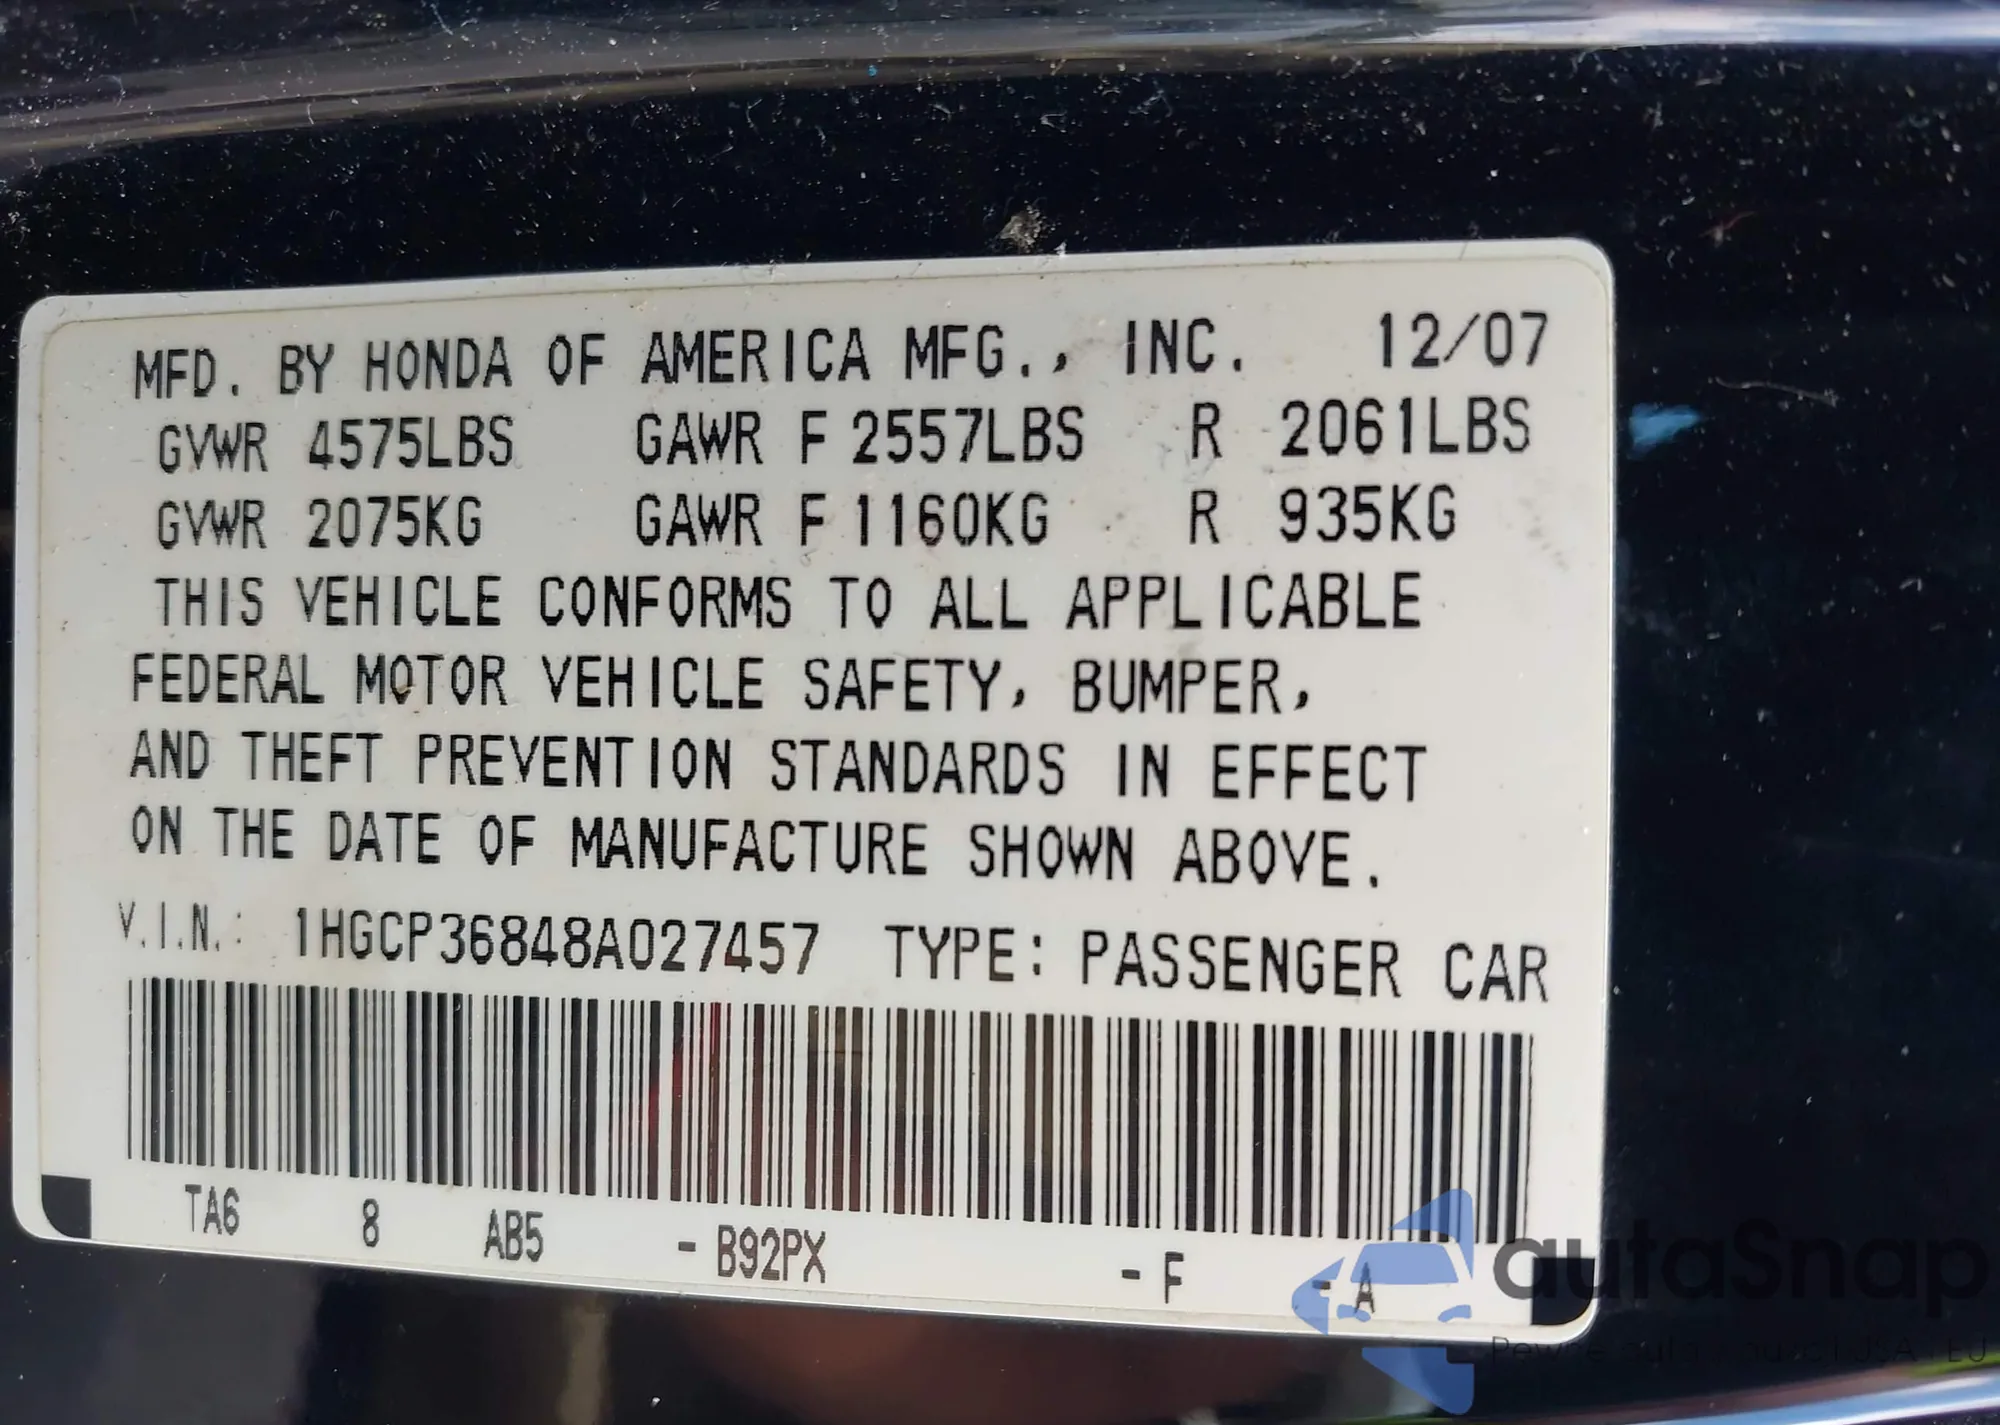 MFD. BY HONDA OF AMERICA MFG., INC. 12/07
GVWR 4575LBS GAWR F 2557LBS R 2061LBS
GVWR 2075KG GAWR F 1160KG R 935KG
THIS VEHICLE CONFORMS TO ALL APPLICABLE
FEDERAL MOTOR VEHICLE SAFETY, BUMPER,
AND THEFT PREVENTION STANDARDS IN EFFECT
ON THE DATE OF MANUFACTURE SHOWN ABOVE.
V.I.N.: 1HGCP36848A027457 TYPE: PASSENGER CAR
TA6 8 AB5 - B92PX - F - A
autaSnap